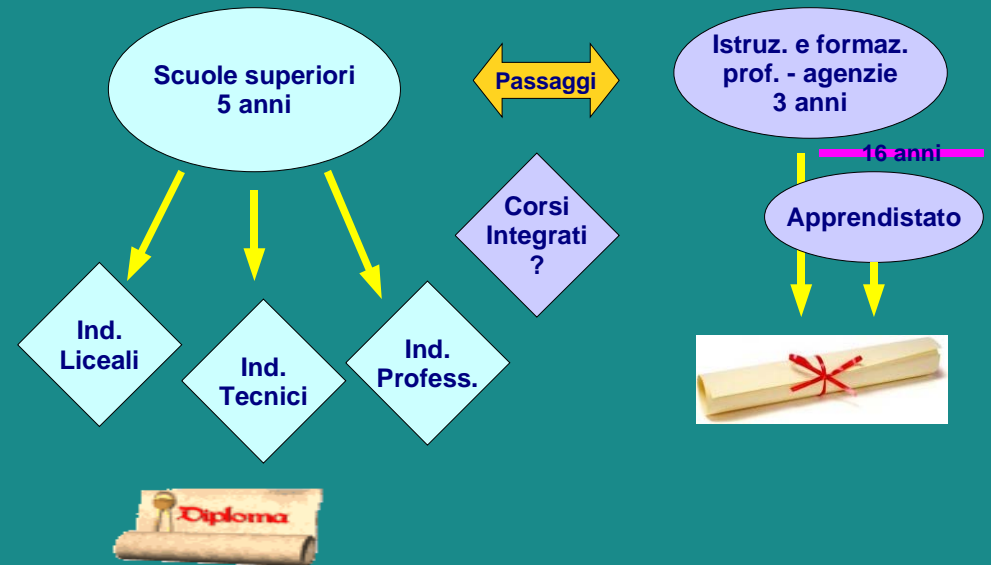 Scuole superiori
5 anni
Passaggi
Istruz. e formaz.
prof. - agenzie
3 anni
16 anni
Apprendistato
Corsi
Integrati
?
Ind.
Liceali
Ind.
Tecnici
Ind.
Profess.
Diploma